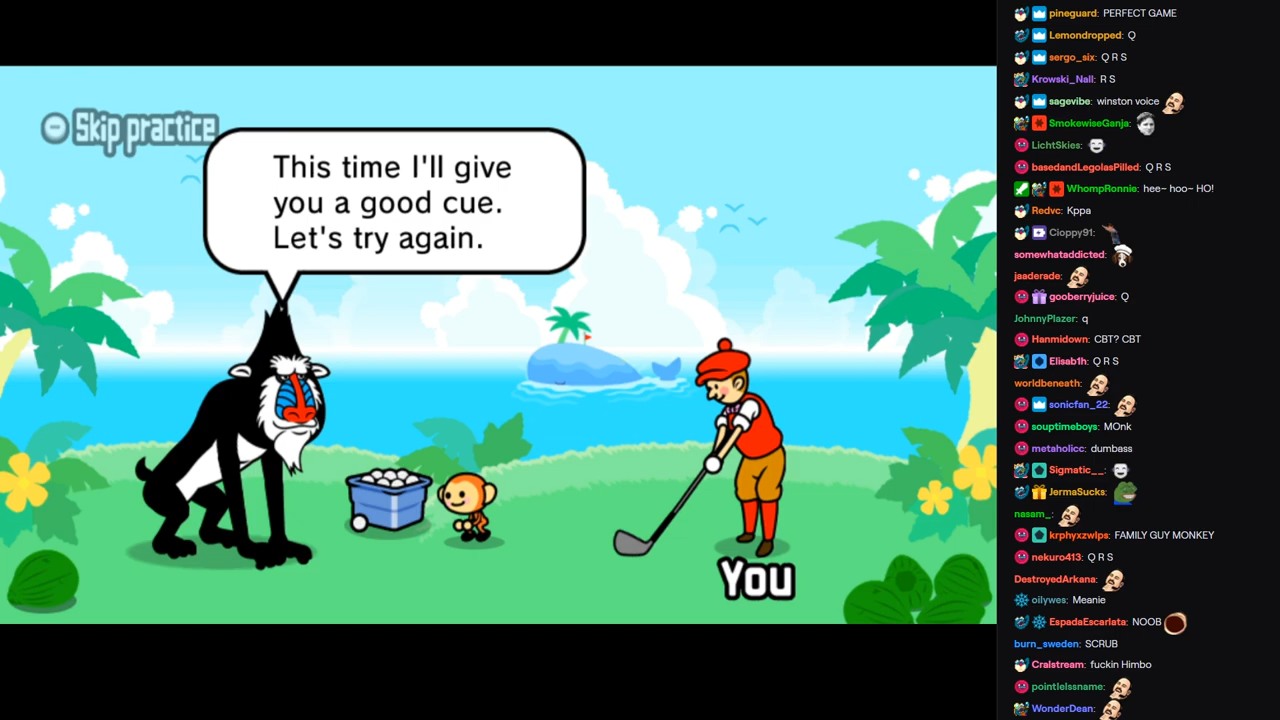 Skip practice
This time I'll give
you a good cue.
Let's try again.
You
pineguard: PERFECT GAME
Lemondropped: Q
sergo_six: Q R S
Krowski_Nall: R S
sagevibe: winston voice
SmokewiseGanja:
LichtSkies:
basedandLegolasPilled: Q R S
WhompRonnie: hee~ hoo~ HO!
Redvc: Kppa
Cloppy91:
somewhataddicted:
jaaderade:
gooberryjuice: Q
JohnnyPlazer: q
Hanmidown: CBT? CBT
Elisab1h: Q R S
worldbeneath:
sonicfan_22:
souptimeboys: MOnk
metaholicc: dumbass
Sigmatic__:
JermaSucks:
nasam_:
krphyxzwlps: FAMILY GUY MONKEY
nekuro413: Q R S
DestroyedArkana:
oilywes: Meanie
EspadaEscarlata: NOOB
burn_sweden: SCRUB
Cralstream: fuckin Himbo
pointlelssname:
WonderDean: